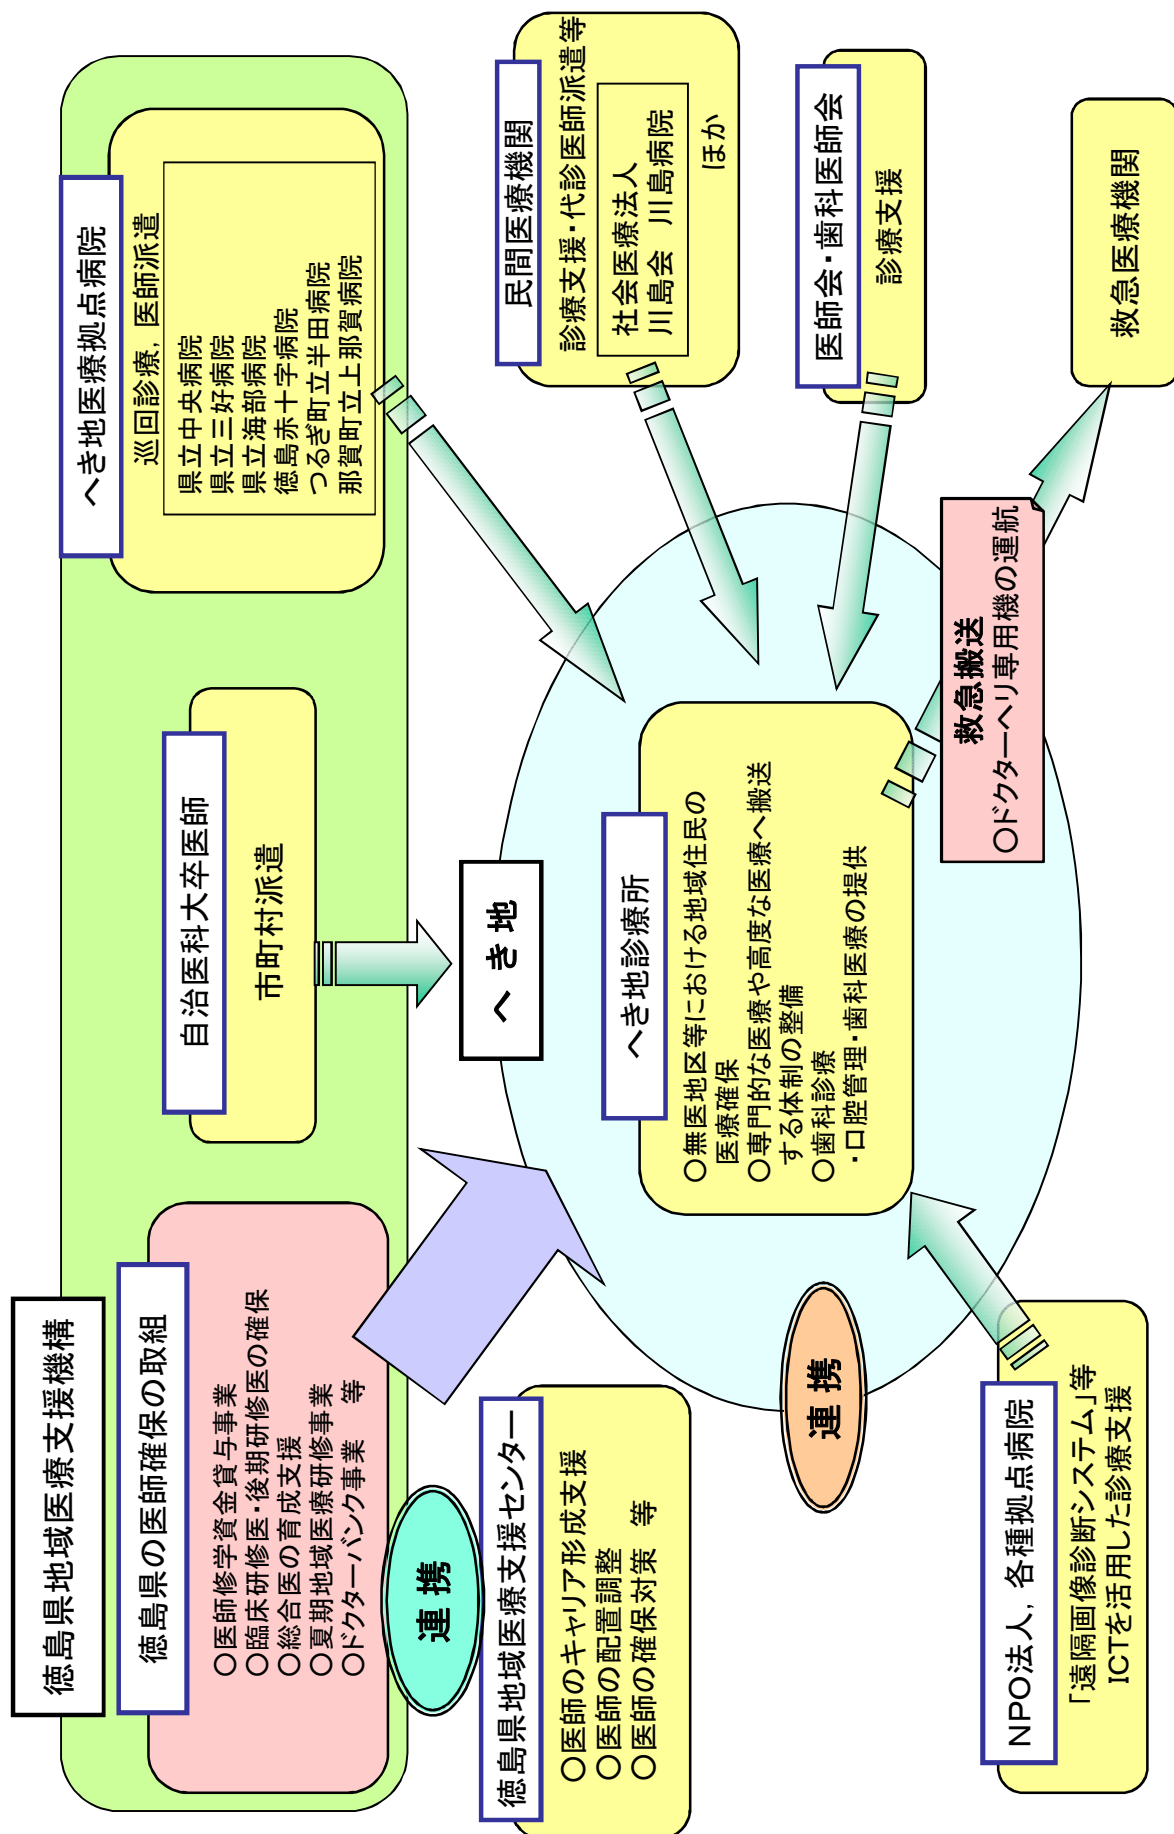 徳島県地域医療支援機構
徳島県の医師確保の取組
○医師修学資金貸与事業
○臨床研修医・後期研修医の確保
○総合医の育成支援
○夏期地域医療研修事業
○ドクターバンク事業　等
自治医科大卒医師
市町村派遣
へき地医療拠点病院
巡回診療，医師派遣
県立中央病院
県立三好病院
県立海部病院
徳島赤十字病院
つるぎ町立半田病院
那賀町立上那賀病院
連 携
徳島県地域医療支援センター
○医師のキャリア形成支援
○医師の配置調整
○医師の確保対策　等
へ き 地
へき地診療所
○無医地区等における地域住民の
医療確保
○専門的な医療や高度な医療へ搬送
する体制の整備
○歯科診療
・口腔管理・歯科医療の提供
民間医療機関
診療支援・代診医師派遣等
社会医療法人
川島会　川島病院
ほか
医師会・歯科医師会
診療支援
連 携
救急搬送
○ドクターヘリ専用機の運航
救急医療機関
NPO法人，各種拠点病院
「遠隔画像診断システム」等
ICTを活用した診療支援